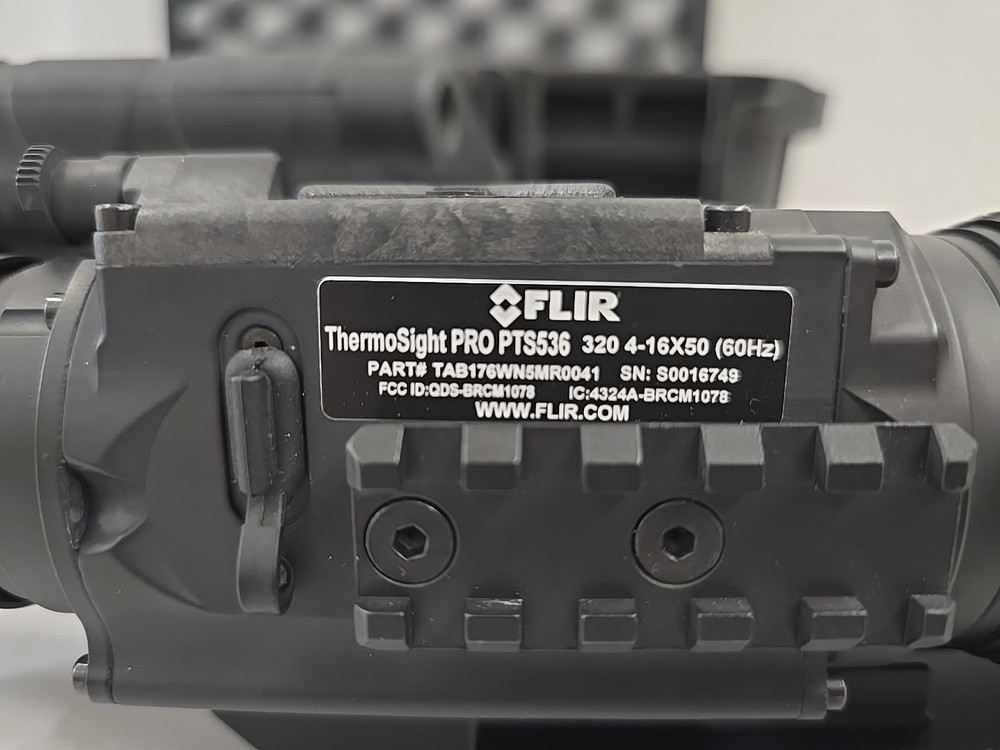 FLIR
ThermoSight PRO PTS536 320 4-16X50 (60Hz)
PART# TAB176WN5MR0041 SN: S0016749
FCC ID:QDS-BRCM1078 IC:4324A-BRCM1078
WWW.FLIR.COM